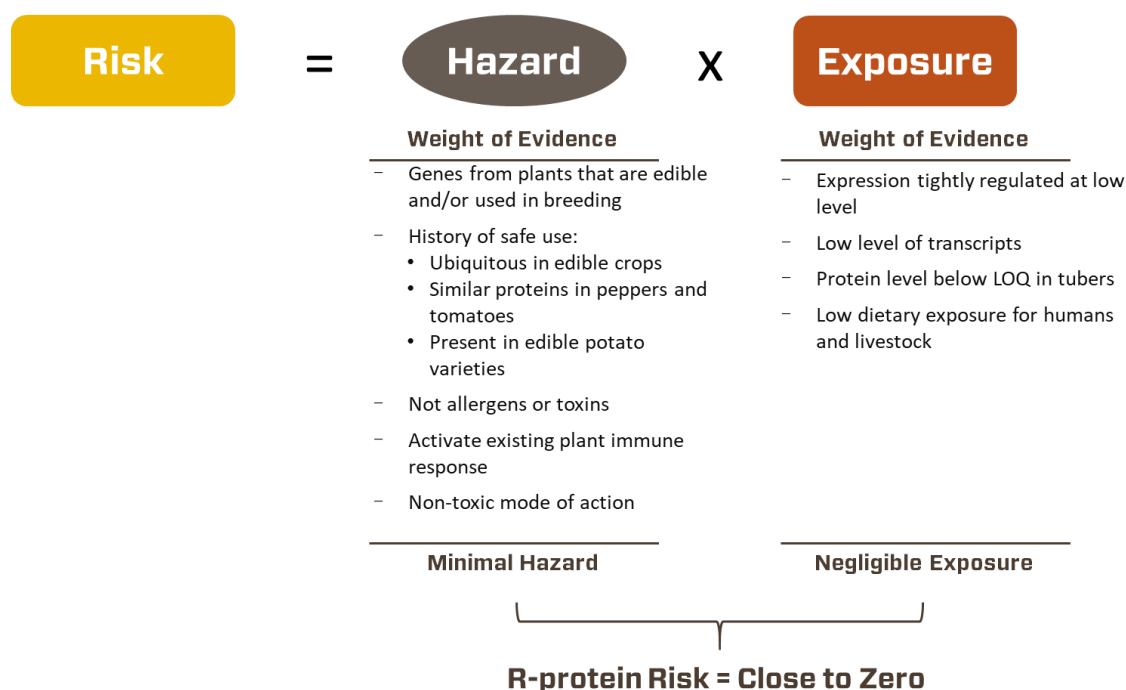 Risk = Hazard X Exposure
Weight of Evidence
– Genes from plants that are edible
and/or used in breeding
– History of safe use:
• Ubiquitous in edible crops
• Similar proteins in peppers and
tomatoes
• Present in edible potato
varieties
– Not allergens or toxins
– Activate existing plant immune
response
– Non-toxic mode of action
Minimal Hazard
Weight of Evidence
– Expression tightly regulated at low
level
– Low level of transcripts
– Protein level below LOQ in tubers
– Low dietary exposure for humans
and livestock
Negligible Exposure
R-protein Risk = Close to Zero